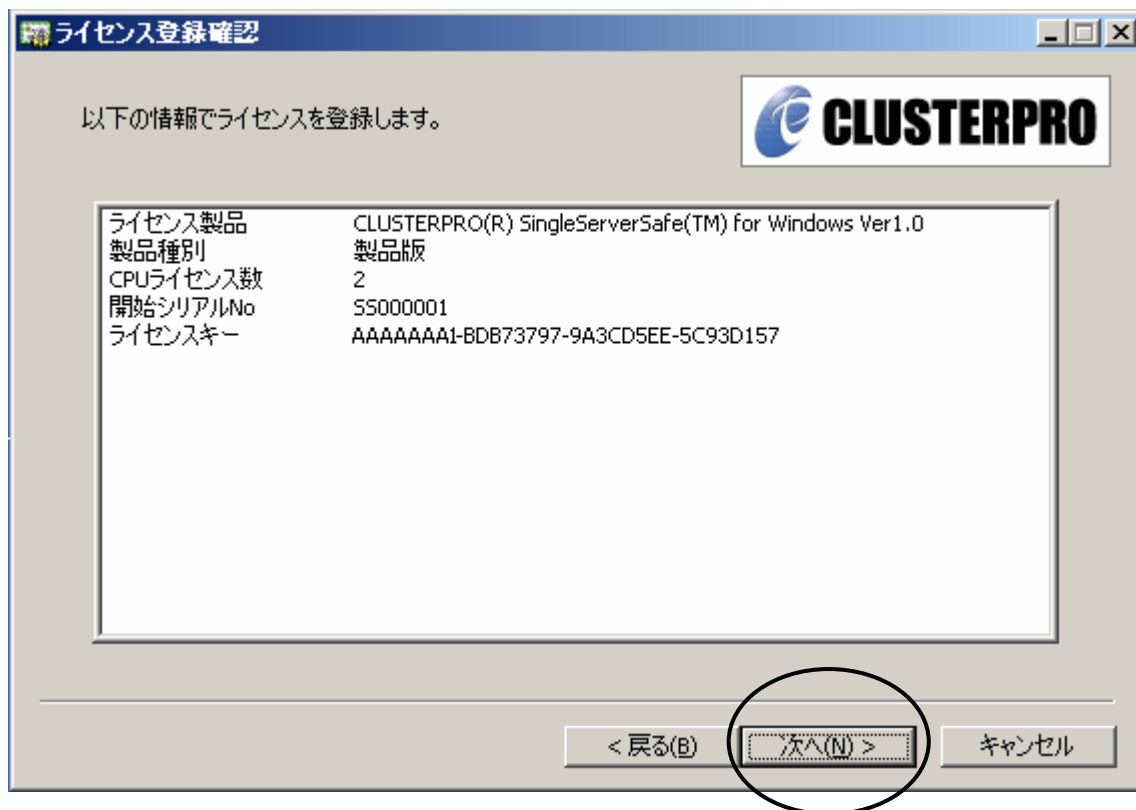 ライセンス登録確認
以下の情報でライセンスを登録します。
CLUSTERPRO
ライセンス製品 CLUSTERPRO(R) SingleServerSafe(TM) for Windows Ver1.0
製品種別 製品版
CPUライセンス数 2
開始シリアルNo SS000001
ライセンスキー AAAAAAA1-BDB73797-9A3CD5EE-5C93D157
< 戻る(B) 次へ(N) > キャンセル